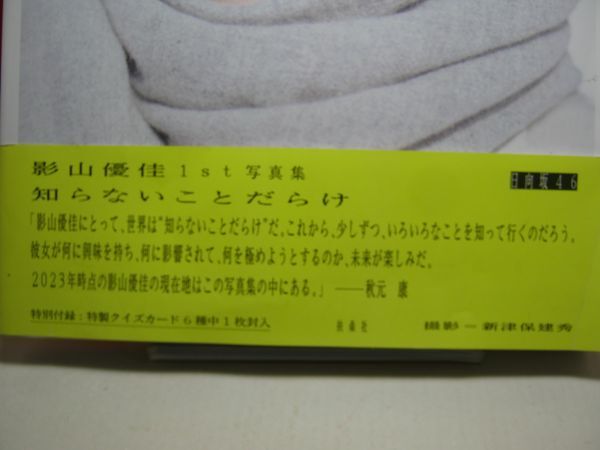 影山優佳 1st 写真集
日向坂46
知らないことだらけ
「影山優佳にとって、世界は“知らないことだらけ”だ。これから、少しずつ、いろいろなことを知って行くのだろう。
彼女が何に興味を持ち、何に影響されて、何を極めようとするのか、未来が楽しみだ。
2023年時点の影山優佳の現在地はこの写真集の中にある。」 ――秋元 康
特別付録：特製クイズカード6種中1枚封入 扶桑社 撮影＝新津保建秀